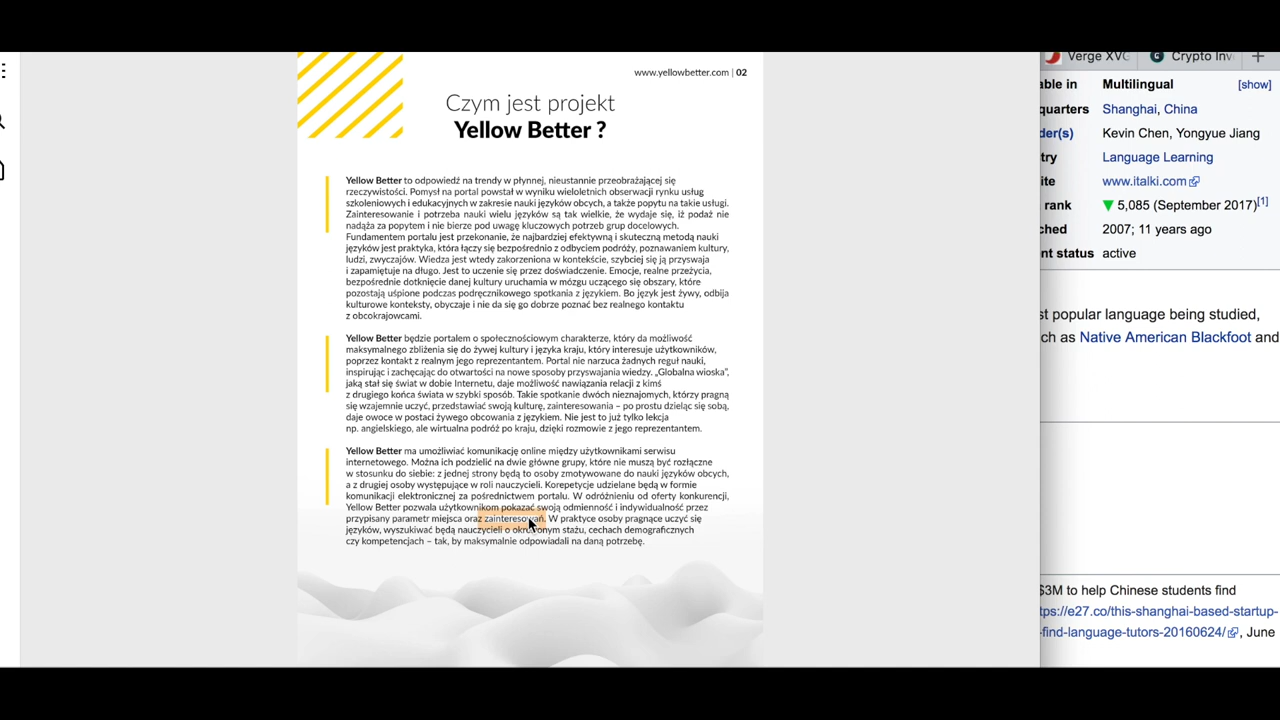 Verge XVG
Crypto Inv
www.yellowbetter.com | 02
Czym jest projekt
Yellow Better ?
Yellow Better to odpowiedź na trendy w płynnej, nieustannie przeobrażającej się
rzeczywistości. Pomysł na portal powstał w wyniku wieloletnich obserwacji rynku usług
szkoleniowych i edukacyjnych w zakresie nauki języków obcych, a także popytu na takie usługi.
Zainteresowanie i potrzeba nauki wielu języków są tak wielkie, że wydaje się, iż podaż nie
nadąża za popytem i nie bierze pod uwagę kluczowych potrzeb grup docelowych.
Fundamentem portalu jest przekonanie, że najbardziej efektywną i skuteczną metodą nauki
języków jest praktyka, która łączy się bezpośrednio z odbyciem podróży, poznawaniem kultury,
ludzi, zwyczajów. Wiedza jest wtedy zakorzeniona w kontekście, szybciej się ją przyswaja
i zapamiętuje na długo. Jest to uczenie się przez doświadczenie. Emocje, realne przeżycia,
bezpośrednie dotknięcie danej kultury uruchamia w mózgu uczącego się obszary, które
pozostają uśpione podczas podręcznikowego spotkania z językiem. Bo język jest żywy, odbija
kulturowe konteksty, obyczaje i nie da się go dobrze poznać bez realnego kontaktu
z obcokrajowcami.
Yellow Better będzie portalem o społecznościowym charakterze, który da możliwość
maksymalnego zbliżenia się do żywej kultury i języka kraju, który interesuje użytkowników,
poprzez kontakt z realnym jego reprezentantem. Portal nie narzuca żadnych reguł nauki,
inspirując i zachęcając do otwartości na nowe sposoby przyswajania wiedzy. „Globalna wioska”,
jaką stał się świat w dobie Internetu, daje możliwość nawiązania relacji z kimś
z drugiego końca świata w szybki sposób. Takie spotkanie dwóch nieznajomych, którzy pragną
się wzajemnie uczyć, przedstawiać swoją kulturę, zainteresowania – po prostu dzieląc się sobą,
daje owoce w postaci żywego obcowania z językiem. Nie jest to już tylko lekcja
np. angielskiego, ale wirtualna podróż po kraju, dzięki rozmowie z jego reprezentantem.
Yellow Better ma umożliwiać komunikację online między użytkownikami serwisu
internetowego. Można ich podzielić na dwie główne grupy, które nie muszą być rozłączne
w stosunku do siebie: z jednej strony będą to osoby zmotywowane do nauki języków obcych,
a z drugiej osoby występujące w roli nauczycieli. Korepetycje udzielane będą w formie
komunikacji elektronicznej za pośrednictwem portalu. W odróżnieniu od oferty konkurencji,
Yellow Better pozwala użytkownikom pokazać swoją odmienność i indywidualność przez
przypisany parametr miejsca oraz zainteresowań. W praktyce osoby pragnące uczyć się
języków, wyszukiwać będą nauczycieli o określonym stażu, cechach demograficznych
czy kompetencjach – tak, by maksymalnie odpowiadali na daną potrzebę.
able in Multilingual [show]
quarters Shanghai, China
der(s) Kevin Chen, Yongyue Jiang
try Language Learning
ite www.italki.com
rank ▼ 5,085 (September 2017)[1]
ched 2007; 11 years ago
nt status active
st popular language being studied,
ch as Native American Blackfoot and
$3M to help Chinese students find
tps://e27.co/this-shanghai-based-startup-
-find-language-tutors-20160624/, June